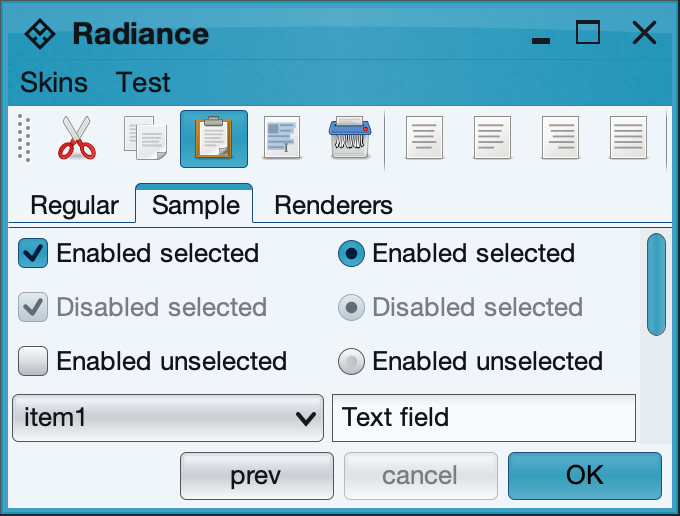 Radiance
Skins Test
Regular Sample Renderers
Enabled selected Enabled selected
Disabled selected Disabled selected
Enabled unselected Enabled unselected
item1 Text field
prev cancel OK